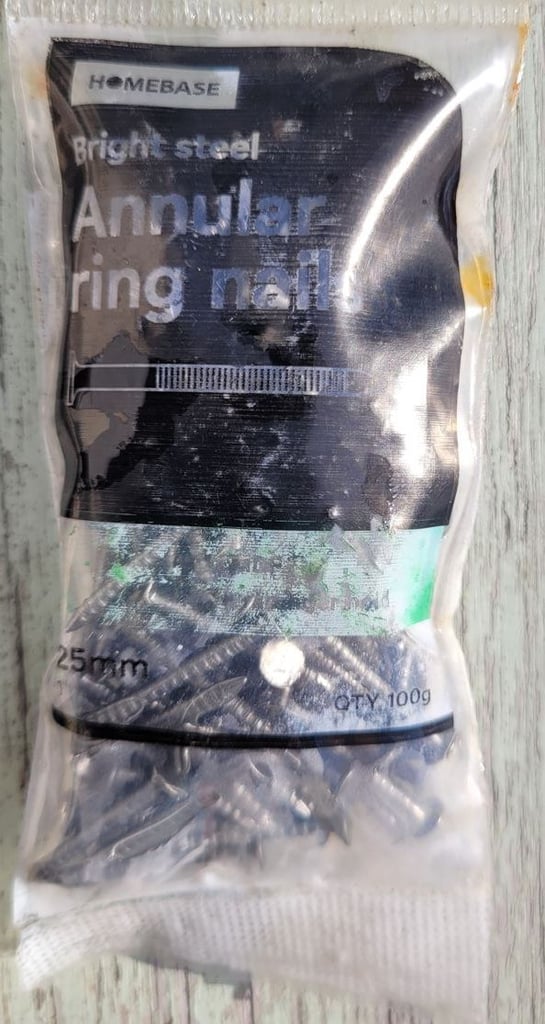 HOMEBASE
Bright steel
Annular
ring nails
25mm
QTY 100g